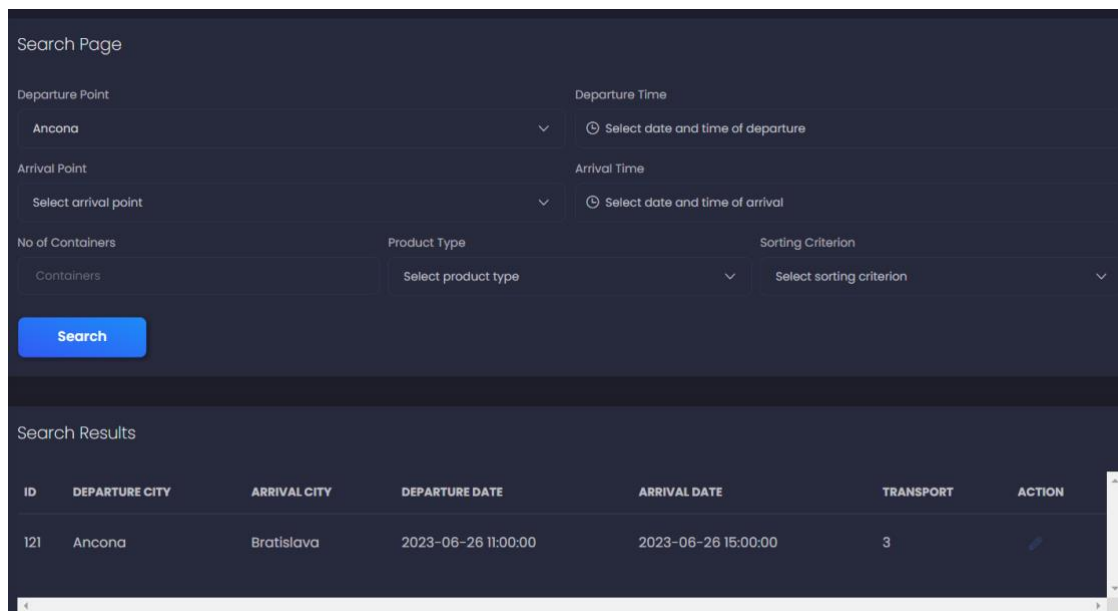 Search Page
Departure Point Departure Time
Ancona Select date and time of departure
Arrival Point Arrival Time
Select arrival point Select date and time of arrival
No of Containers Product Type Sorting Criterion
Containers Select product type Select sorting criterion
Search
Search Results
ID DEPARTURE CITY ARRIVAL CITY DEPARTURE DATE ARRIVAL DATE TRANSPORT ACTION
121 Ancona Bratislava 2023-06-26 11:00:00 2023-06-26 15:00:00 3